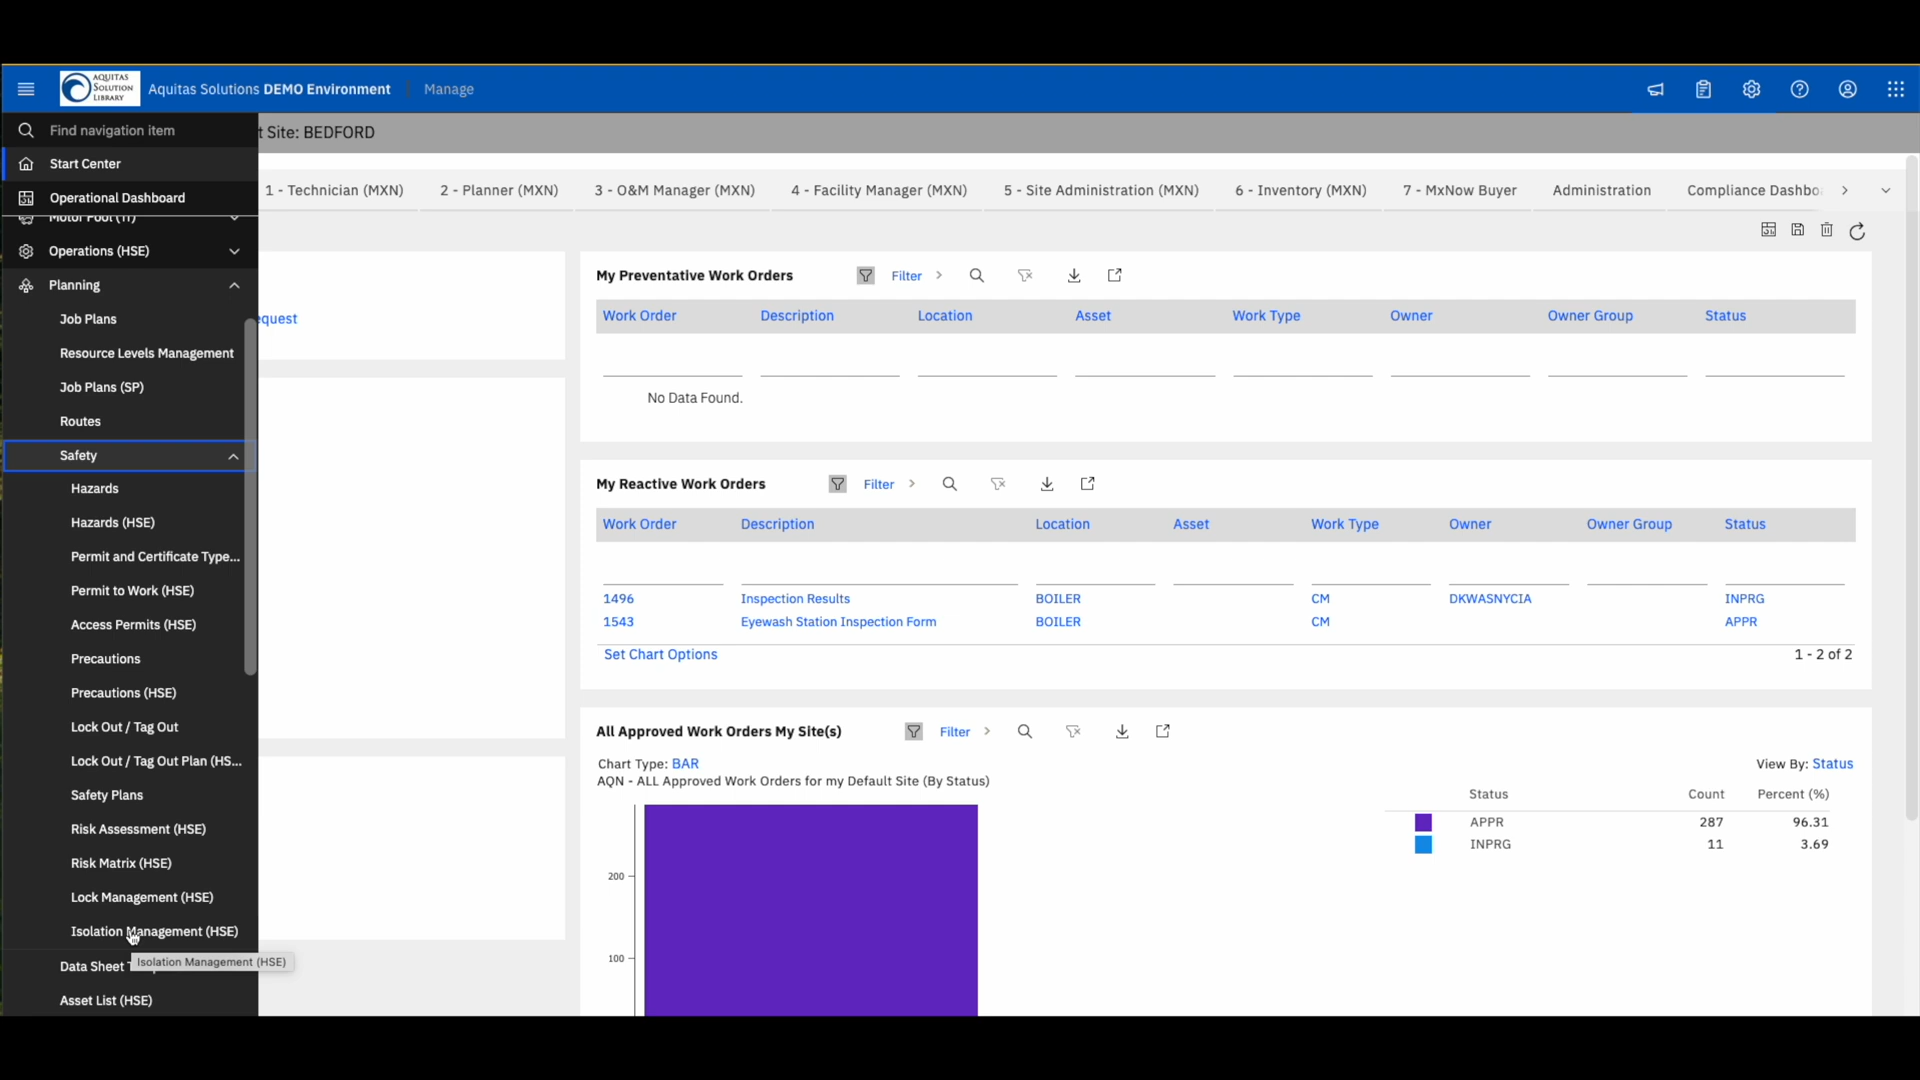 AQUITAS
SOLUTION
LIBRARY
Aquitas Solutions DEMO Environment
Manage
Find navigation item
t Site: BEDFORD
Start Center
Operational Dashboard
Motor Pool (TI)
Operations (HSE)
Planning
Job Plans
Resource Levels Management
Job Plans (SP)
Routes
Safety
Hazards
Hazards (HSE)
Permit and Certificate Type...
Permit to Work (HSE)
Access Permits (HSE)
Precautions
Precautions (HSE)
Lock Out / Tag Out
Lock Out / Tag Out Plan (HS...
Safety Plans
Risk Assessment (HSE)
Risk Matrix (HSE)
Lock Management (HSE)
Isolation Management (HSE)
Isolation Management (HSE)
Data Sheet
Asset List (HSE)
1 - Technician (MXN) 2 - Planner (MXN) 3 - O&M Manager (MXN) 4 - Facility Manager (MXN) 5 - Site Administration (MXN) 6 - Inventory (MXN) 7 - MxNow Buyer Administration Compliance Dashbo
equest
My Preventative Work Orders Filter
Work Order Description Location Asset Work Type Owner Owner Group Status
No Data Found.
My Reactive Work Orders Filter
Work Order Description Location Asset Work Type Owner Owner Group Status
1496 Inspection Results BOILER CM DKWASNYCIA INPRG
1543 Eyewash Station Inspection Form BOILER CM APPR
Set Chart Options 1 - 2 of 2
All Approved Work Orders My Site(s) Filter
Chart Type: BAR View By: Status
AQN - ALL Approved Work Orders for my Default Site (By Status)
Status Count Percent (%)
APPR 287 96.31
INPRG 11 3.69
200
100